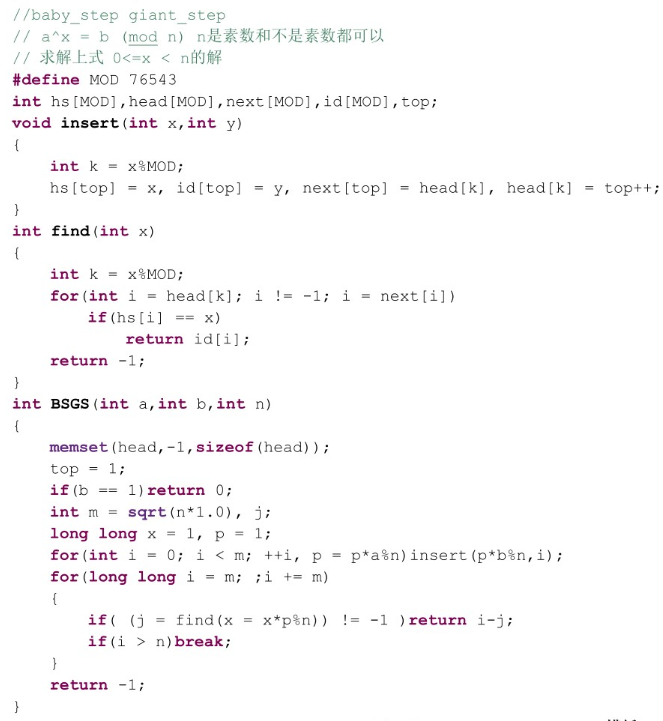 //baby_step giant_step
// a^x = b (mod n) n是素数和不是素数都可以
// 求解上式 0<=x < n的解
#define MOD 76543
int hs[MOD],head[MOD],next[MOD],id[MOD],top;
void insert(int x,int y)
{
    int k = x%MOD;
    hs[top] = x, id[top] = y, next[top] = head[k], head[k] = top++;
}
int find(int x)
{
    int k = x%MOD;
    for(int i = head[k]; i != -1; i = next[i])
        if(hs[i] == x)
            return id[i];
    return -1;
}
int BSGS(int a,int b,int n)
{
    memset(head,-1,sizeof(head));
    top = 1;
    if(b == 1)return 0;
    int m = sqrt(n*1.0), j;
    long long x = 1, p = 1;
    for(int i = 0; i < m; ++i, p = p*a%n)insert(p*b%n,i);
    for(long long i = m; ;i += m)
    {
        if( (j = find(x = x*p%n)) != -1 )return i-j;
        if(i > n)break;
    }
    return -1;
}